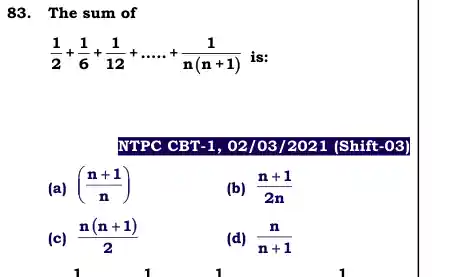 83. The sum of
1/2 + 1/6 + 1/12 + ..... + 1/n(n+1) is:
NTPC CBT-1, 02/03/2021 (Shift-03)
(a) (n+1/n) (b) n+1/2n
(c) n(n+1)/2 (d) n/n+1